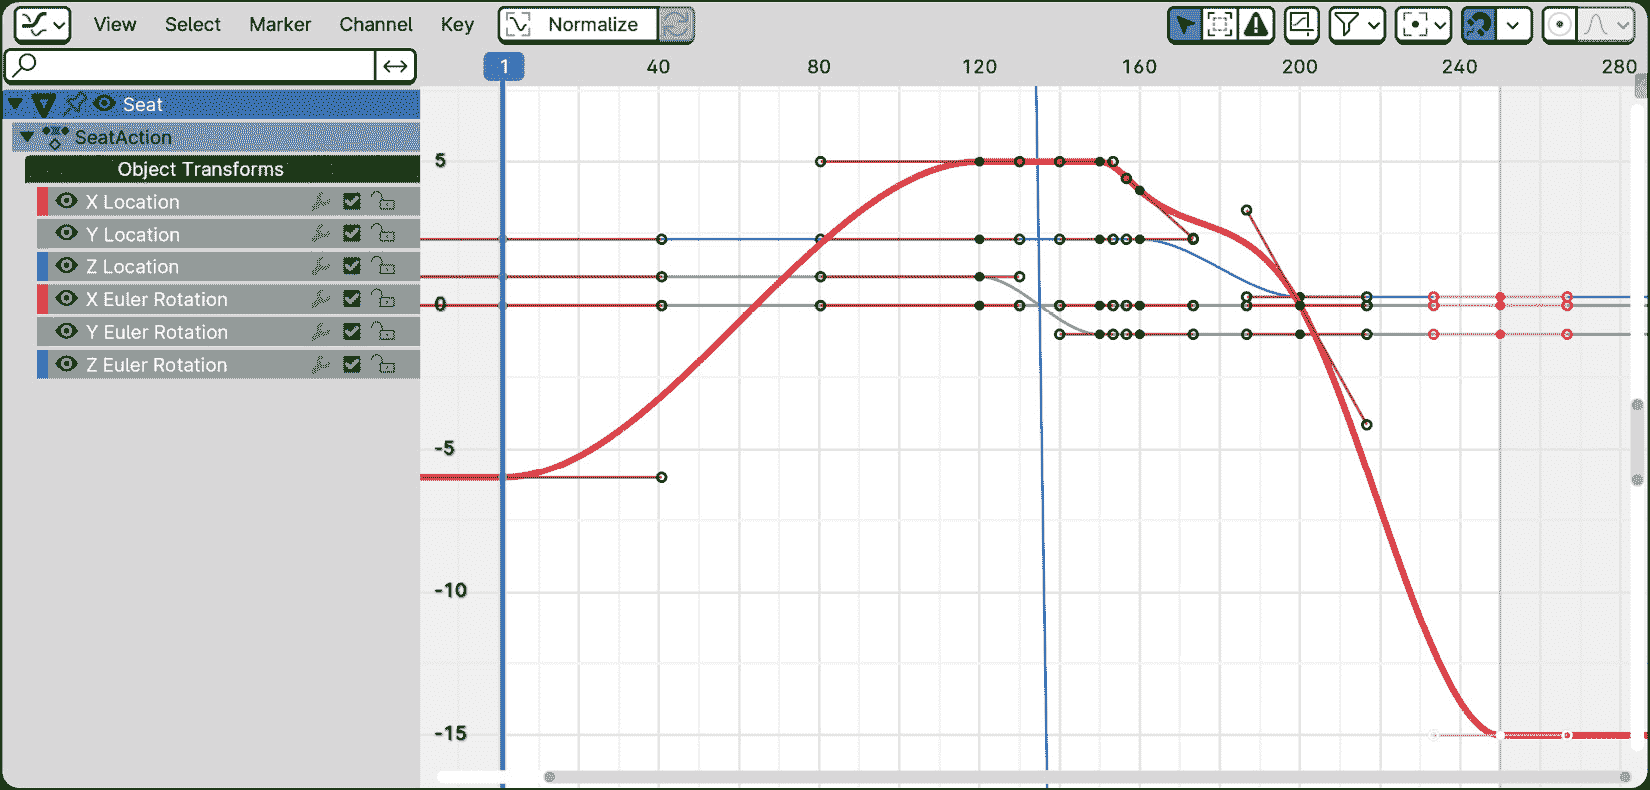 View Select Marker Channel Key Normalize
1 40 80 120 160 200 240 280
Seat
SeatAction
Object Transforms
X Location
Y Location
Z Location
X Euler Rotation
Y Euler Rotation
Z Euler Rotation
5
0
-5
-10
-15